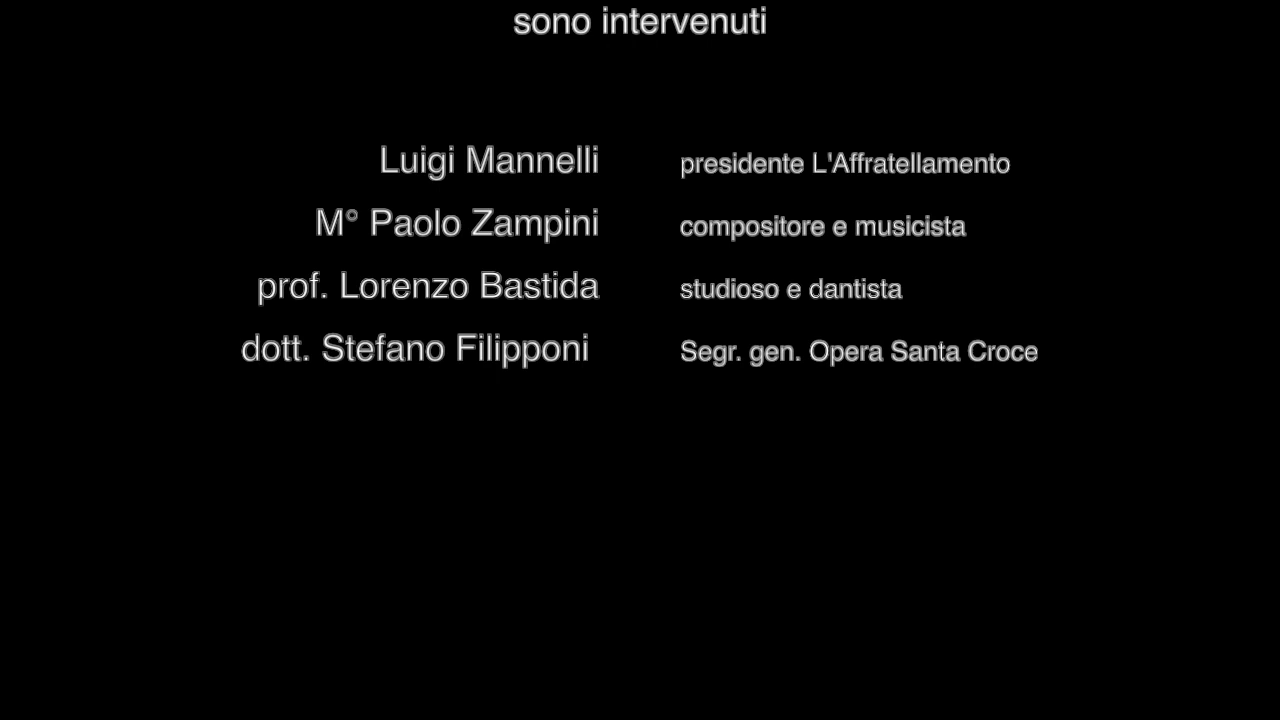 sono intervenuti
Luigi Mannelli presidente L'Affratellamento
M° Paolo Zampini compositore e musicista
prof. Lorenzo Bastida studioso e dantista
dott. Stefano Filipponi Segr. gen. Opera Santa Croce